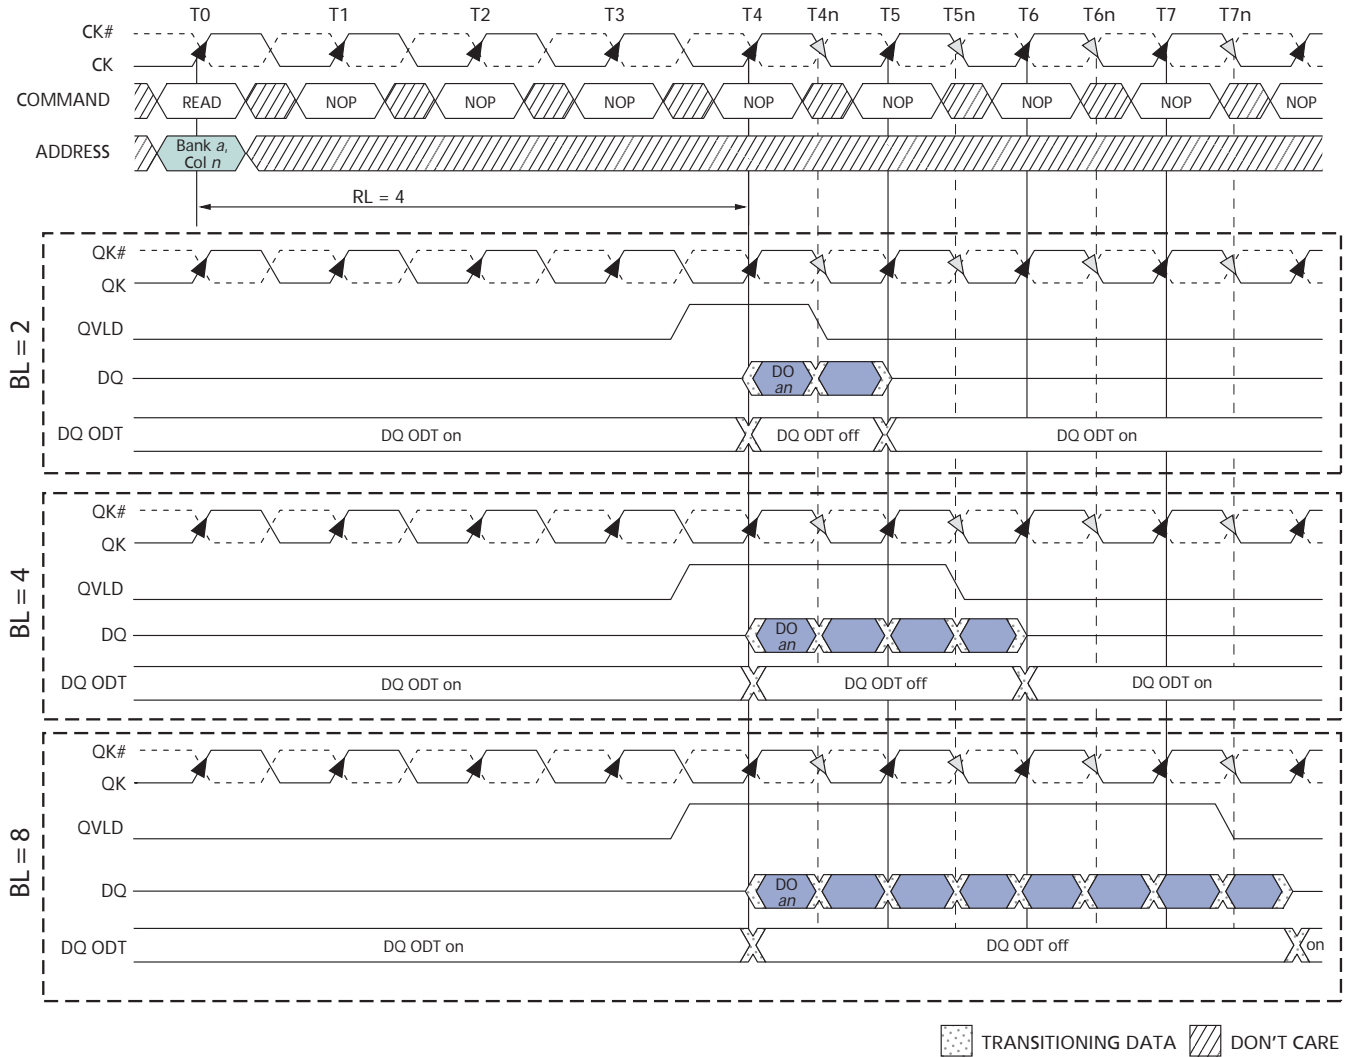 T0 T1 T2 T3 T4 T4n T5 T5n T6 T6n T7 T7n
CK#
CK
COMMAND READ NOP NOP NOP NOP NOP NOP NOP NOP
ADDRESS Bank a,
Col n
RL = 4
BL = 2
QK#
QK
QVLD
DQ DO
an
DQ ODT DQ ODT on DQ ODT off DQ ODT on
BL = 4
QK#
QK
QVLD
DQ DO
an
DQ ODT DQ ODT on DQ ODT off DQ ODT on
BL = 8
QK#
QK
QVLD
DQ DO
an
DQ ODT DQ ODT on DQ ODT off on
TRANSITIONING DATA DON'T CARE